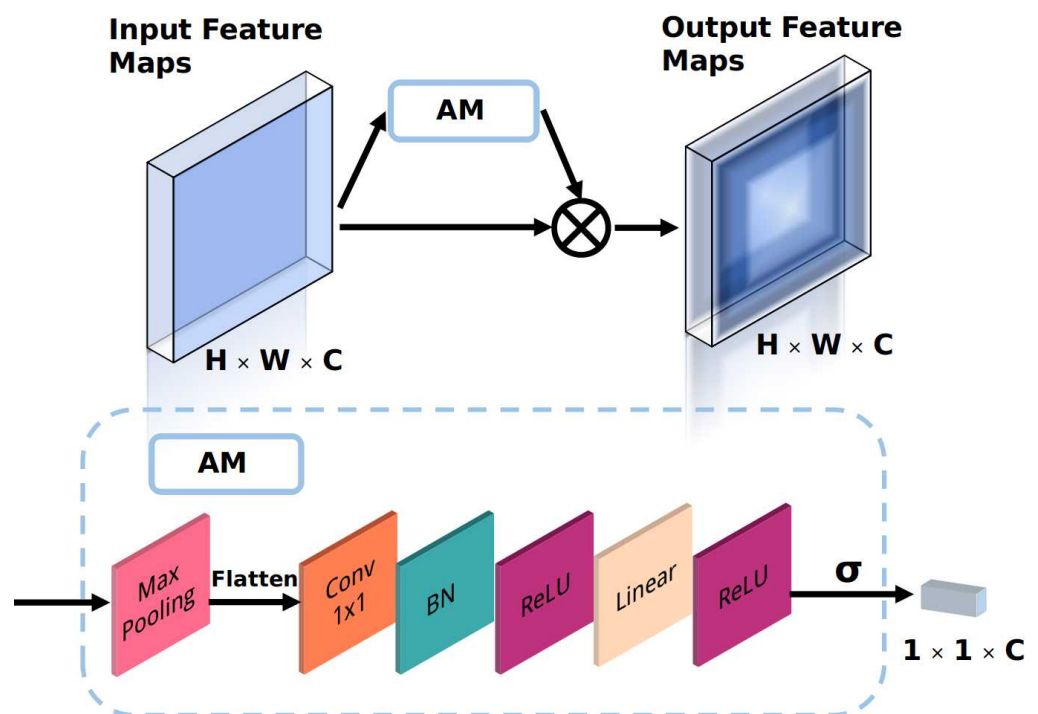 Input Feature
Maps
Output Feature
Maps
AM
H × W × C
H × W × C
AM
Max
Pooling
Flatten
Conv
1x1
BN
ReLU
Linear
ReLU
σ
1 × 1 × C